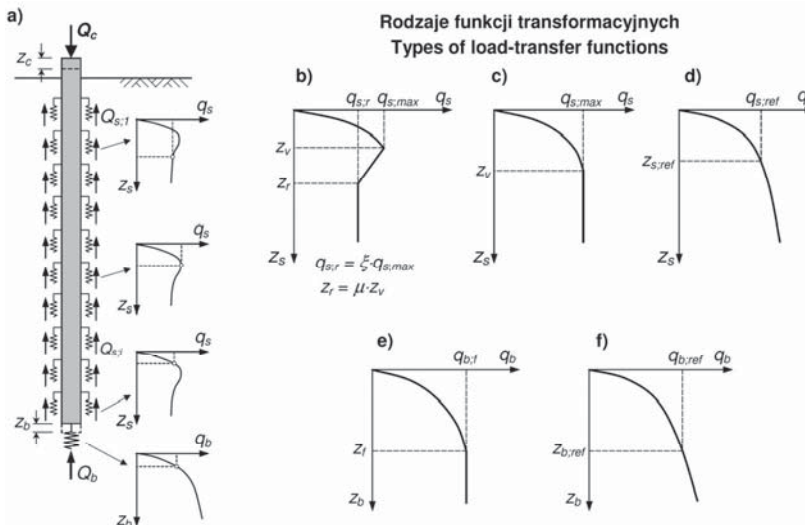 a)
Q_c
z_c
Q_s;1
q_s
z_s
q_s
z_s
Q_s;i
q_s
z_s
z_b
Q_b
q_b
z_b
Rodzaje funkcji transformacyjnych
Types of load-transfer functions
b)
q_s;r q_s;max q_s
z_v
z_r
z_s
q_s;r = ξ·q_s;max
z_r = μ·z_v
c)
q_s;max q_s
z_v
z_s
d)
q_s;ref q
z_s;ref
z_s
e)
q_b;f q_b
z_f
z_b
f)
q_b;ref q_b
z_b;ref
z_b